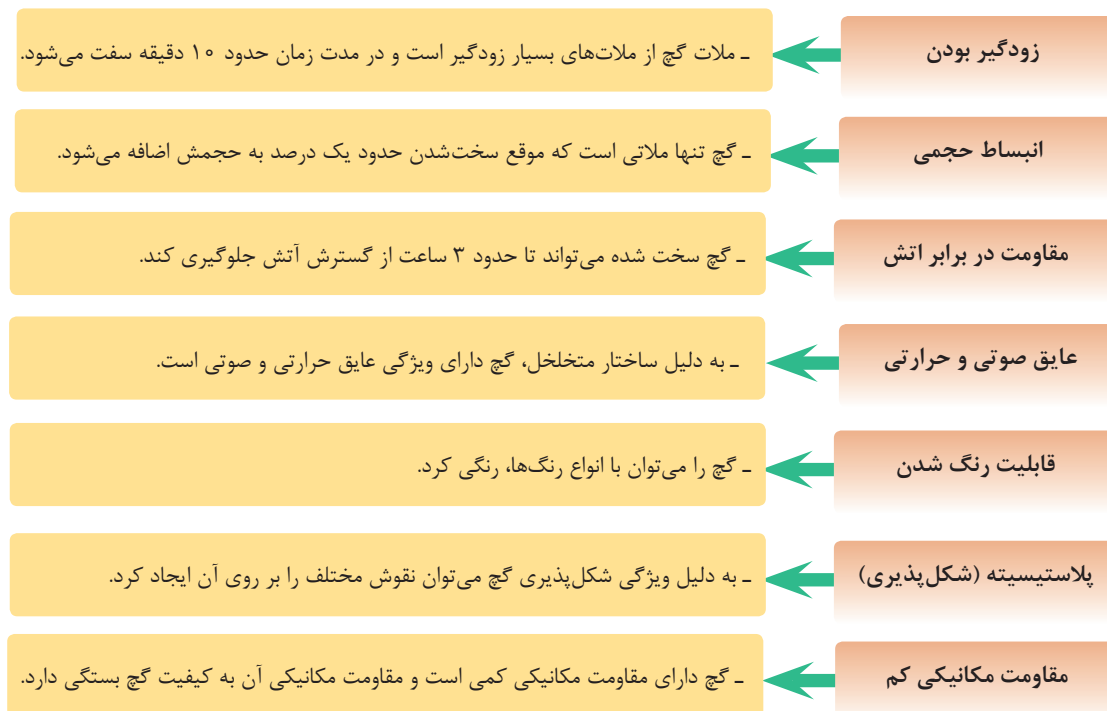 زودگیر بودن
ـ ملات گچ از ملات‌های بسیار زودگیر است و در مدت زمان حدود ۱۰ دقیقه سفت می‌شود.
انبساط حجمی
ـ گچ تنها ملاتی است که موقع سخت‌شدن حدود یک درصد به حجمش اضافه می‌شود.
مقاومت در برابر اتش
ـ گچ سخت شده می‌تواند تا حدود ۳ ساعت از گسترش آتش جلوگیری کند.
عایق صوتی و حرارتی
ـ به دلیل ساختار متخلخل، گچ دارای ویژگی عایق حرارتی و صوتی است.
قابلیت رنگ شدن
ـ گچ را می‌توان با انواع رنگ‌ها، رنگی کرد.
پلاستیسیته (شکل‌پذیری)
ـ به دلیل ویژگی شکل‌پذیری گچ می‌توان نقوش مختلف را بر روی آن ایجاد کرد.
مقاومت مکانیکی کم
ـ گچ دارای مقاومت مکانیکی کمی است و مقاومت مکانیکی آن به کیفیت گچ بستگی دارد.